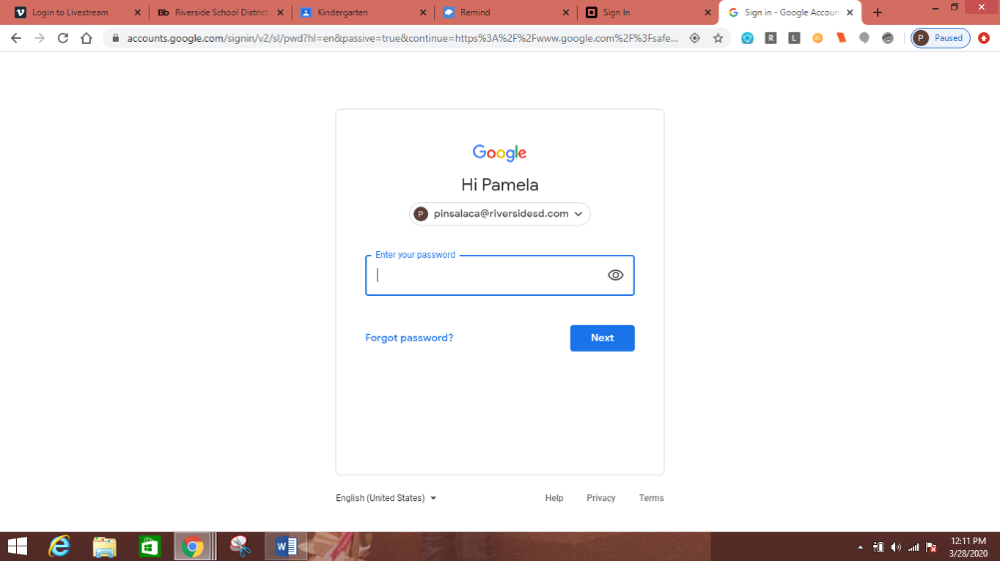 Login to Livestream
Bb Riverside School District
Kindergarten
Remind
Sign In
Sign in - Google Accoun
accounts.google.com/signin/v2/sl/pwd?hl=en&passive=true&continue=https%3A%2F%2Fwww.google.com%2F%3Fsafe...
R
L
P Paused
Google
Hi Pamela
P pinsalaca@riversidesd.com
Enter your password
Forgot password?
Next
English (United States)
Help Privacy Terms
12:11 PM
3/28/2020